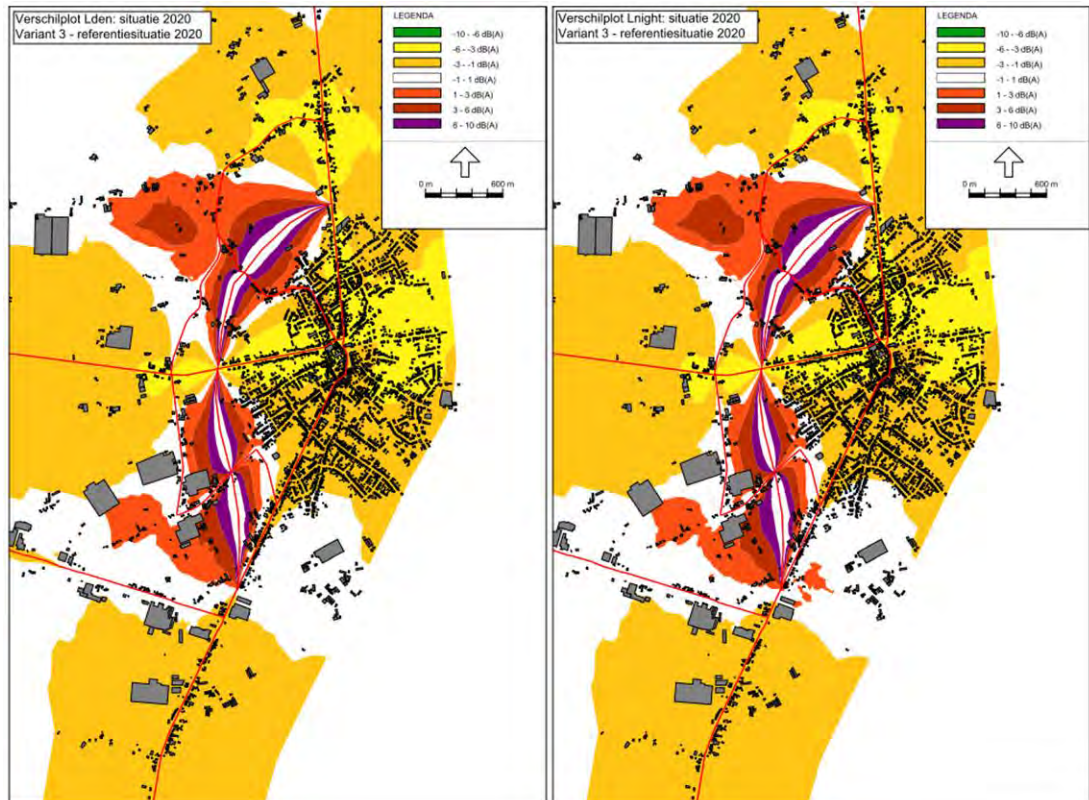 Verschilplot Lden: situatie 2020
Variant 3 - referentiesituatie 2020
LEGENDA
-10 - -6 dB(A)
-6 - -3 dB(A)
-3 - -1 dB(A)
-1 - 1 dB(A)
1 - 3 dB(A)
3 - 6 dB(A)
6 - 10 dB(A)
0 m 600 m
Verschilplot Lnight: situatie 2020
Variant 3 - referentiesituatie 2020
LEGENDA
-10 - -6 dB(A)
-6 - -3 dB(A)
-3 - -1 dB(A)
-1 - 1 dB(A)
1 - 3 dB(A)
3 - 6 dB(A)
6 - 10 dB(A)
0 m 600 m